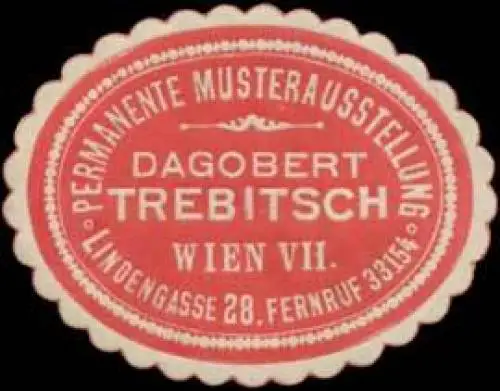 PERMANENTE MUSTERAUSSTELLUNG
DAGOBERT
TREBITSCH
WIEN VII.
LINDENGASSE 28. FERNRUF 33154